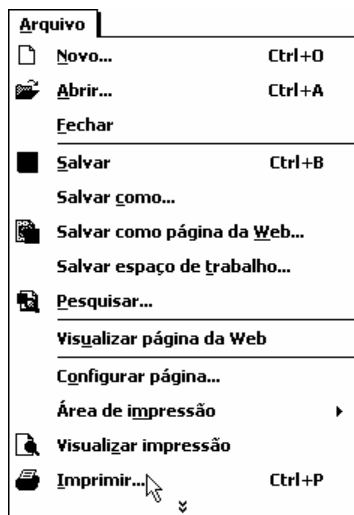 Arquivo
Novo... Ctrl+O
Abrir... Ctrl+A
Fechar
Salvar Ctrl+B
Salvar como...
Salvar como página da Web...
Salvar espaço de trabalho...
Pesquisar...
Visualizar página da Web
Configurar página...
Área de impressão
Visualizar impressão
Imprimir... Ctrl+P